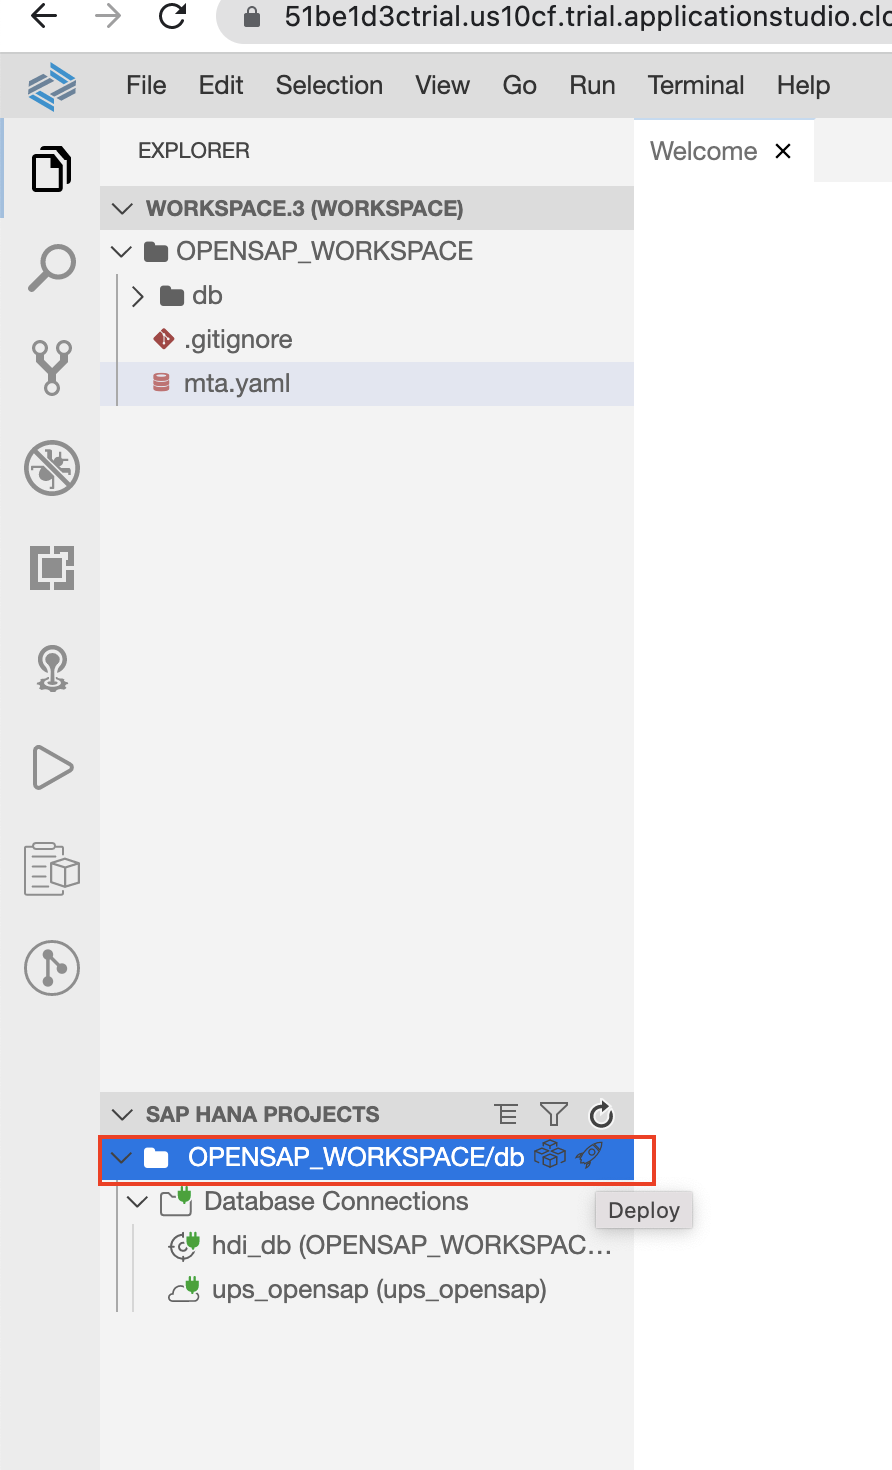 51be1d3ctrial.us10cf.trial.applicationstudio.clo
File Edit Selection View Go Run Terminal Help
EXPLORER
Welcome
WORKSPACE.3 (WORKSPACE)
OPENSAP_WORKSPACE
db
.gitignore
mta.yaml
SAP HANA PROJECTS
OPENSAP_WORKSPACE/db
Database Connections
Deploy
hdi_db (OPENSAP_WORKSPAC...
ups_opensap (ups_opensap)